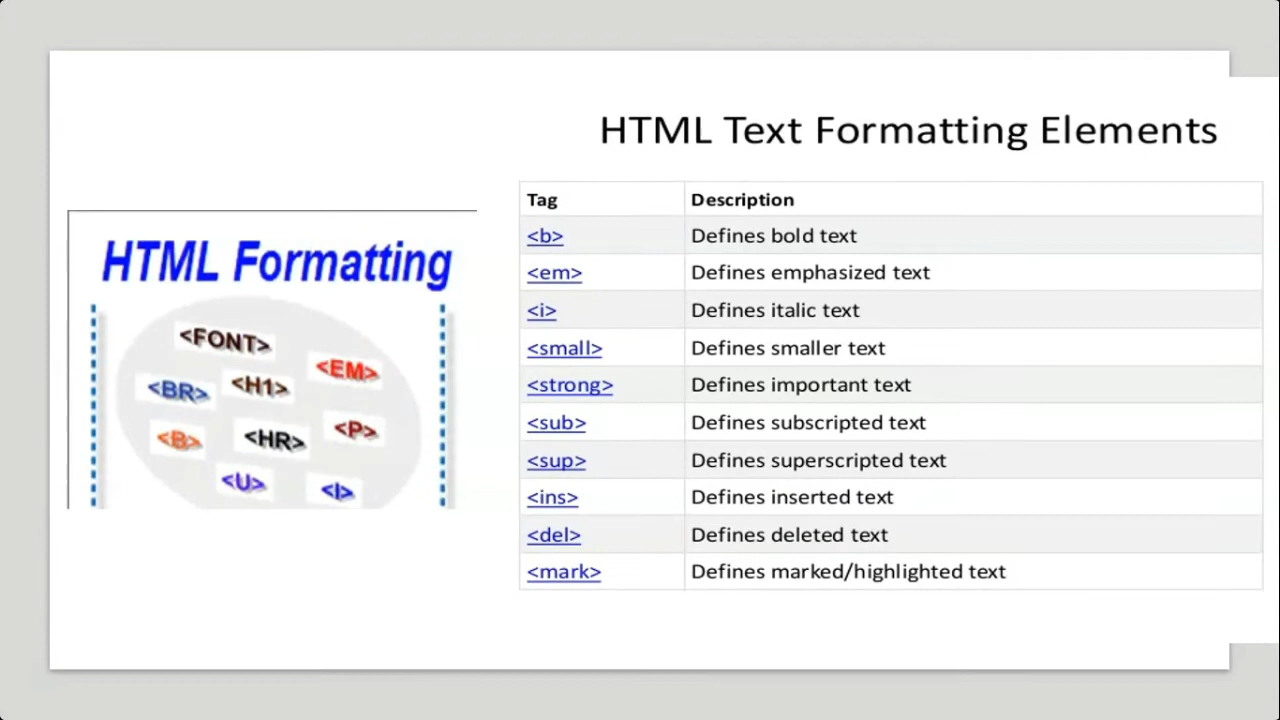 HTML Text Formatting Elements
HTML Formatting
<FONT>
<EM>
<BR> <H1>
<B> <HR> <P>
<U> <I>
Tag Description
<b> Defines bold text
<em> Defines emphasized text
<i> Defines italic text
<small> Defines smaller text
<strong> Defines important text
<sub> Defines subscripted text
<sup> Defines superscripted text
<ins> Defines inserted text
<del> Defines deleted text
<mark> Defines marked/highlighted text